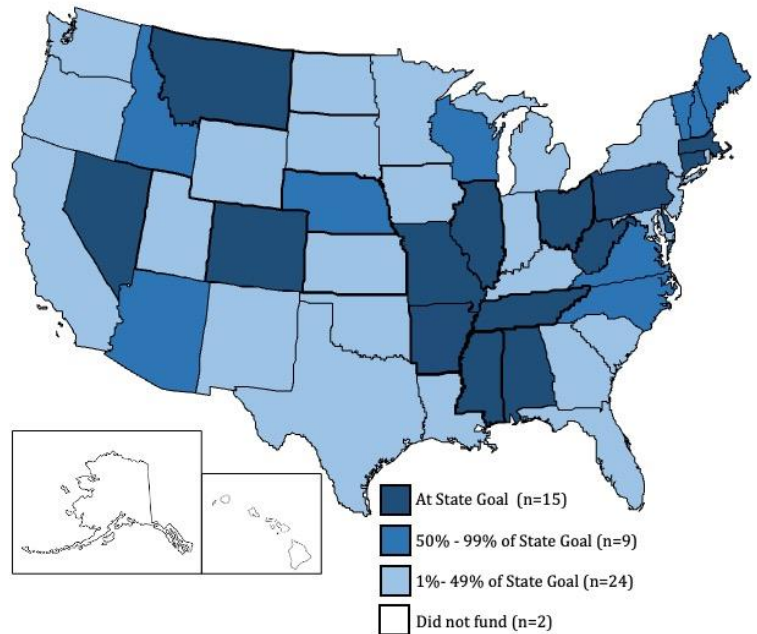 At State Goal (n=15)
50% - 99% of State Goal (n=9)
1%- 49% of State Goal (n=24)
Did not fund (n=2)